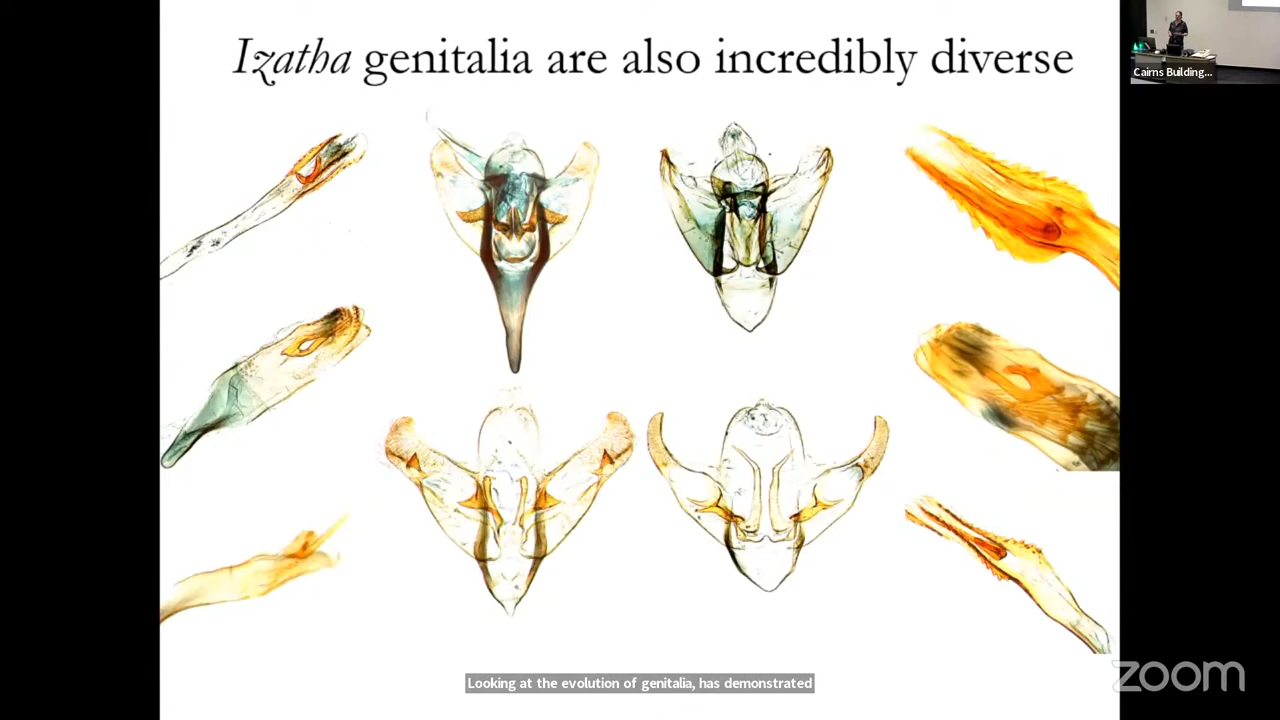 Izatha genitalia are also incredibly diverse
Cairns Building...
Looking at the evolution of genitalia, has demonstrated
zoom